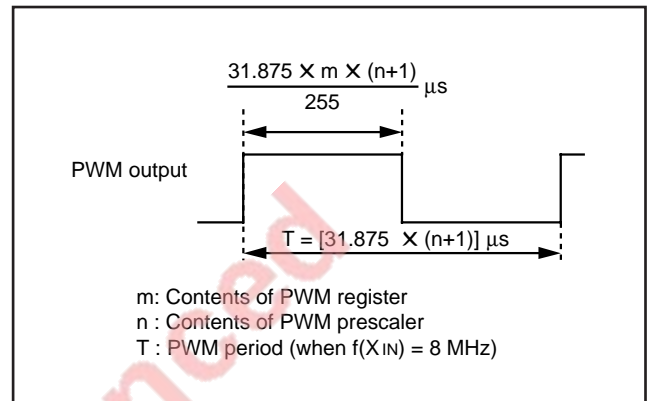 31.875 X m X (n+1)
255
μs
PWM output
T = [31.875 X (n+1)] μs
m: Contents of PWM register
n : Contents of PWM prescaler
T : PWM period (when f(XIN) = 8 MHz)
nced